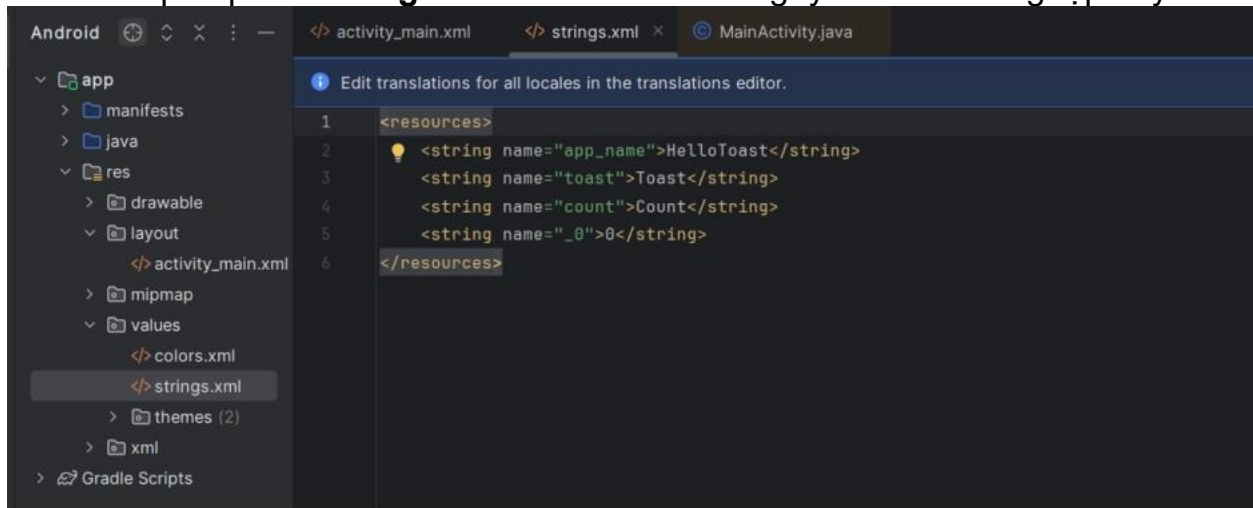 Android
</> activity_main.xml
</> strings.xml
MainActivity.java
Edit translations for all locales in the translations editor.
app
manifests
java
res
drawable
layout
</> activity_main.xml
mipmap
values
</> colors.xml
</> strings.xml
themes (2)
xml
Gradle Scripts
1 <resources>
2 <string name="app_name">HelloToast</string>
3 <string name="toast">Toast</string>
4 <string name="count">Count</string>
5 <string name="_0">0</string>
6 </resources>